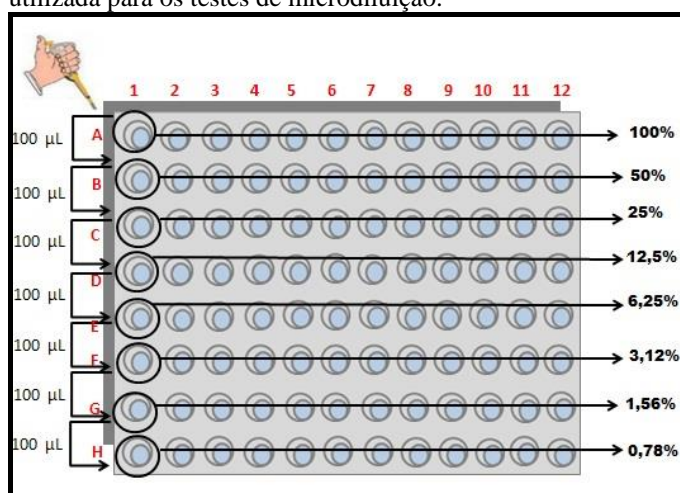 utilizada para os testes de microdiluição.
1 2 3 4 5 6 7 8 9 10 11 12
100 µL A 100%
100 µL B 50%
100 µL C 25%
12,5%
100 µL D 6,25%
100 µL E
F 3,12%
100 µL G 1,56%
100 µL H 0,78%